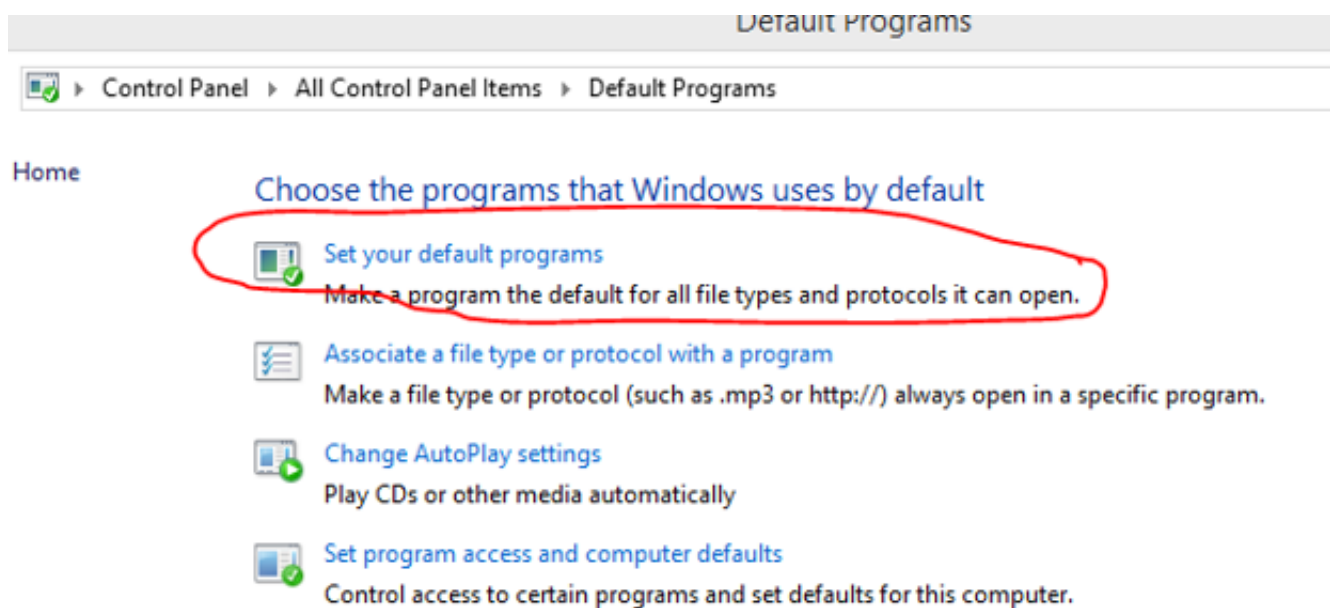 Default Programs
Control Panel ▸ All Control Panel Items ▸ Default Programs
Home
Choose the programs that Windows uses by default
Set your default programs
Make a program the default for all file types and protocols it can open.
Associate a file type or protocol with a program
Make a file type or protocol (such as .mp3 or http://) always open in a specific program.
Change AutoPlay settings
Play CDs or other media automatically
Set program access and computer defaults
Control access to certain programs and set defaults for this computer.